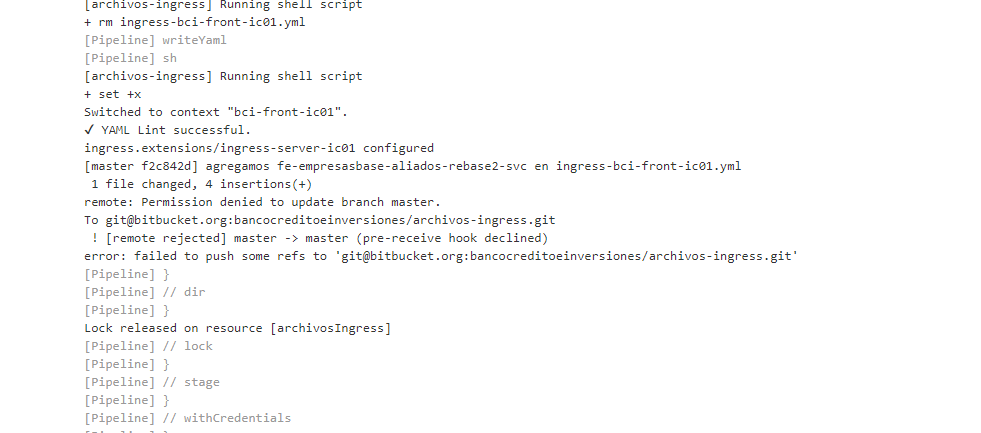 [archivos-ingress] Running shell script
+ rm ingress-bci-front-ic01.yml
[Pipeline] writeYaml
[Pipeline] sh
[archivos-ingress] Running shell script
+ set +x
Switched to context "bci-front-ic01".
✓ YAML Lint successful.
ingress.extensions/ingress-server-ic01 configured
[master f2c842d] agregamos fe-empresasbase-aliados-rebase2-svc en ingress-bci-front-ic01.yml
 1 file changed, 4 insertions(+)
remote: Permission denied to update branch master.
To git@bitbucket.org:bancocreditoeinversiones/archivos-ingress.git
 ! [remote rejected] master -> master (pre-receive hook declined)
error: failed to push some refs to 'git@bitbucket.org:bancocreditoeinversiones/archivos-ingress.git'
[Pipeline] }
[Pipeline] // dir
[Pipeline] }
Lock released on resource [archivosIngress]
[Pipeline] // lock
[Pipeline] }
[Pipeline] // stage
[Pipeline] }
[Pipeline] // withCredentials
[Pipeline] }